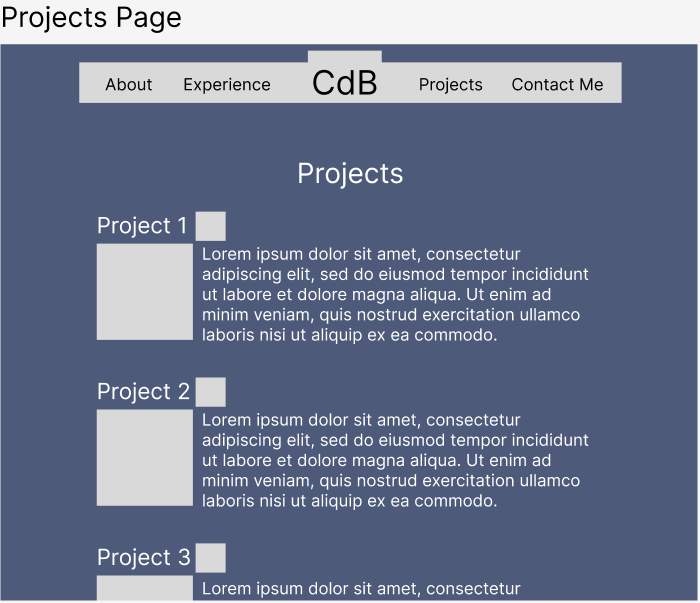 Projects Page
About Experience CdB Projects Contact Me
Projects
Project 1
Lorem ipsum dolor sit amet, consectetur
adipiscing elit, sed do eiusmod tempor incididunt
ut labore et dolore magna aliqua. Ut enim ad
minim veniam, quis nostrud exercitation ullamco
laboris nisi ut aliquip ex ea commodo.
Project 2
Lorem ipsum dolor sit amet, consectetur
adipiscing elit, sed do eiusmod tempor incididunt
ut labore et dolore magna aliqua. Ut enim ad
minim veniam, quis nostrud exercitation ullamco
laboris nisi ut aliquip ex ea commodo.
Project 3
Lorem ipsum dolor sit amet, consectetur